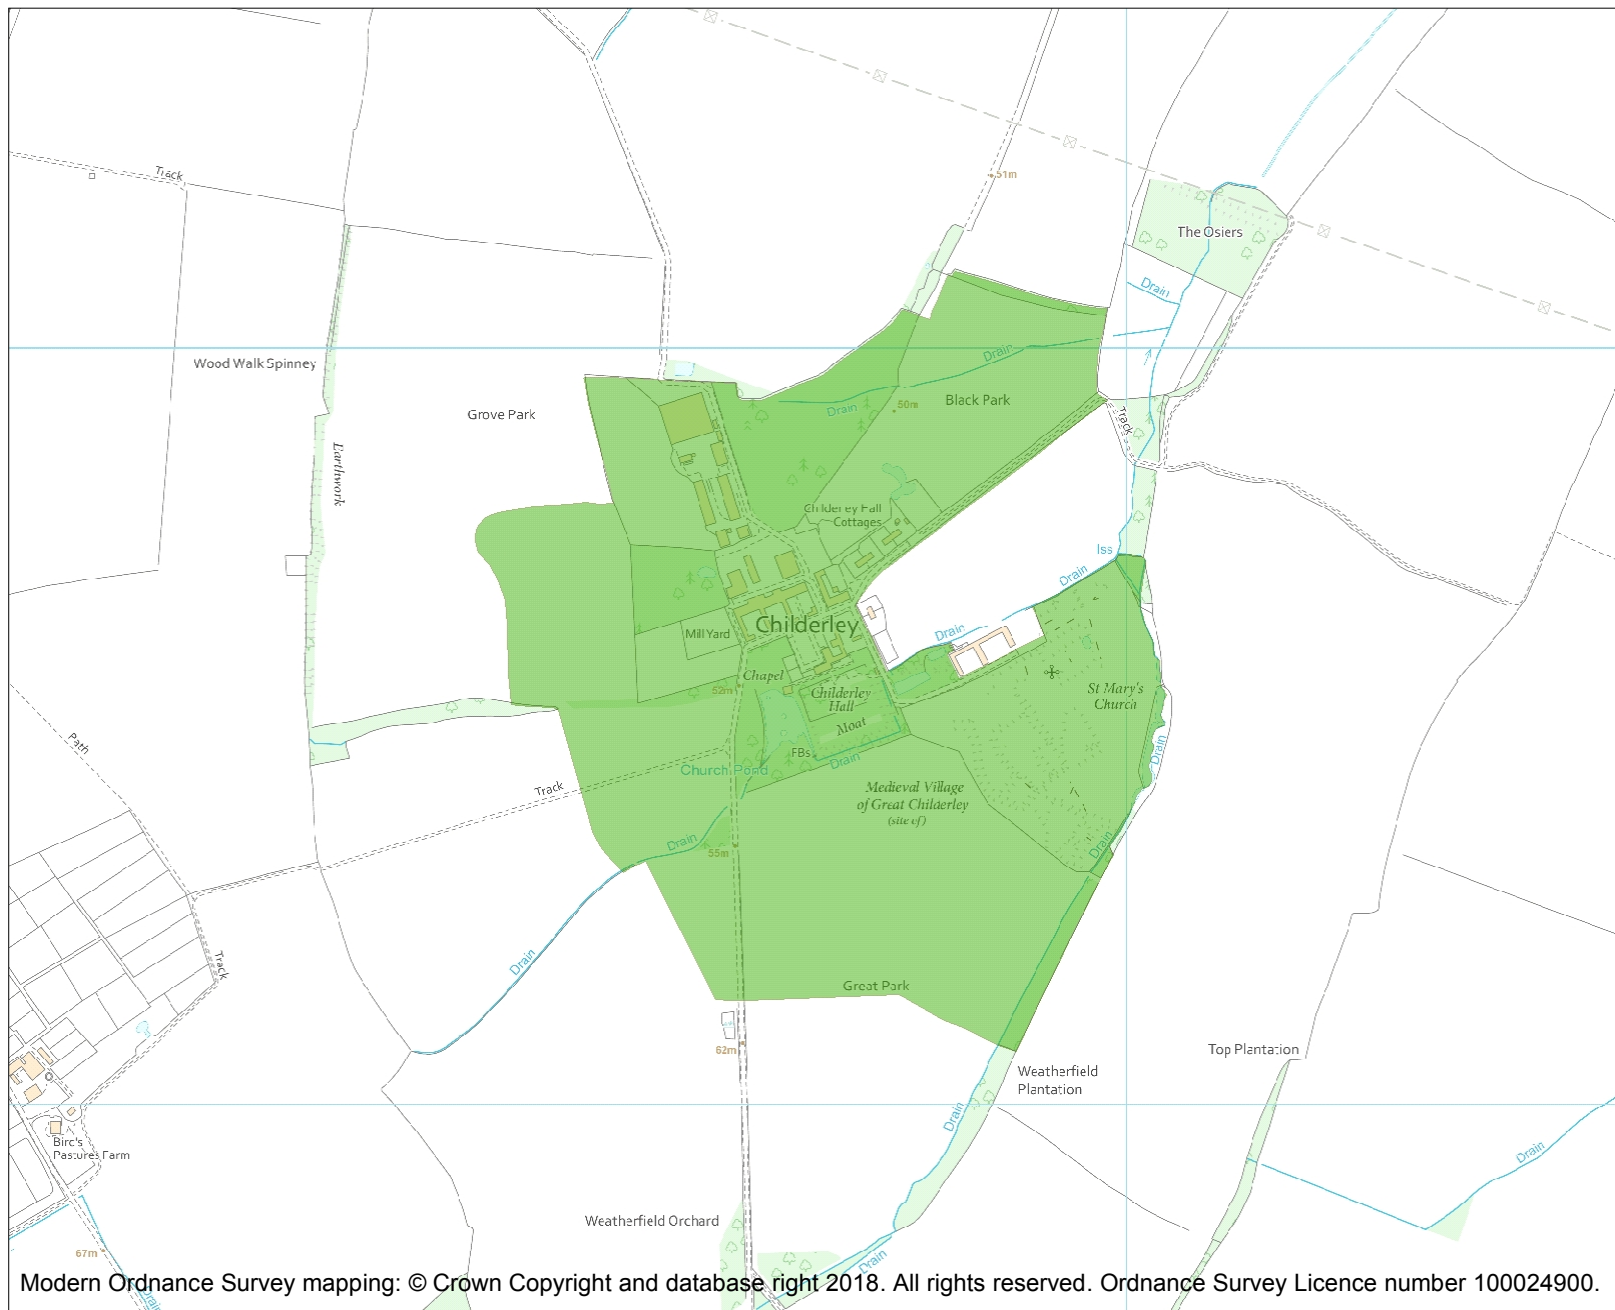 Track
51m
The Osiers
Drain
Wood Walk Spinney
Drain
Grove Park
Drain
50m
Black Park
Track
Earthwork
Childerley Hall
Cottages
Iss
Drain
Childerley
Mill Yard
Drain
Chapel
52m
Childerley
Hall
Moat
St Mary's
Church
Path
FBs
Drain
Church Pond
Drain
Track
Medieval Village
of Great Childerley
(site of)
Drain
55m
Drain
Track
Drain
Great Park
62m
Top Plantation
Weatherfield
Plantation
Drain
Birc's
Pastures Farm
Drain
Weatherfield Orchard
67m
Drain
Modern Ordnance Survey mapping: © Crown Copyright and database right 2018. All rights reserved. Ordnance Survey Licence number 100024900.
Drain